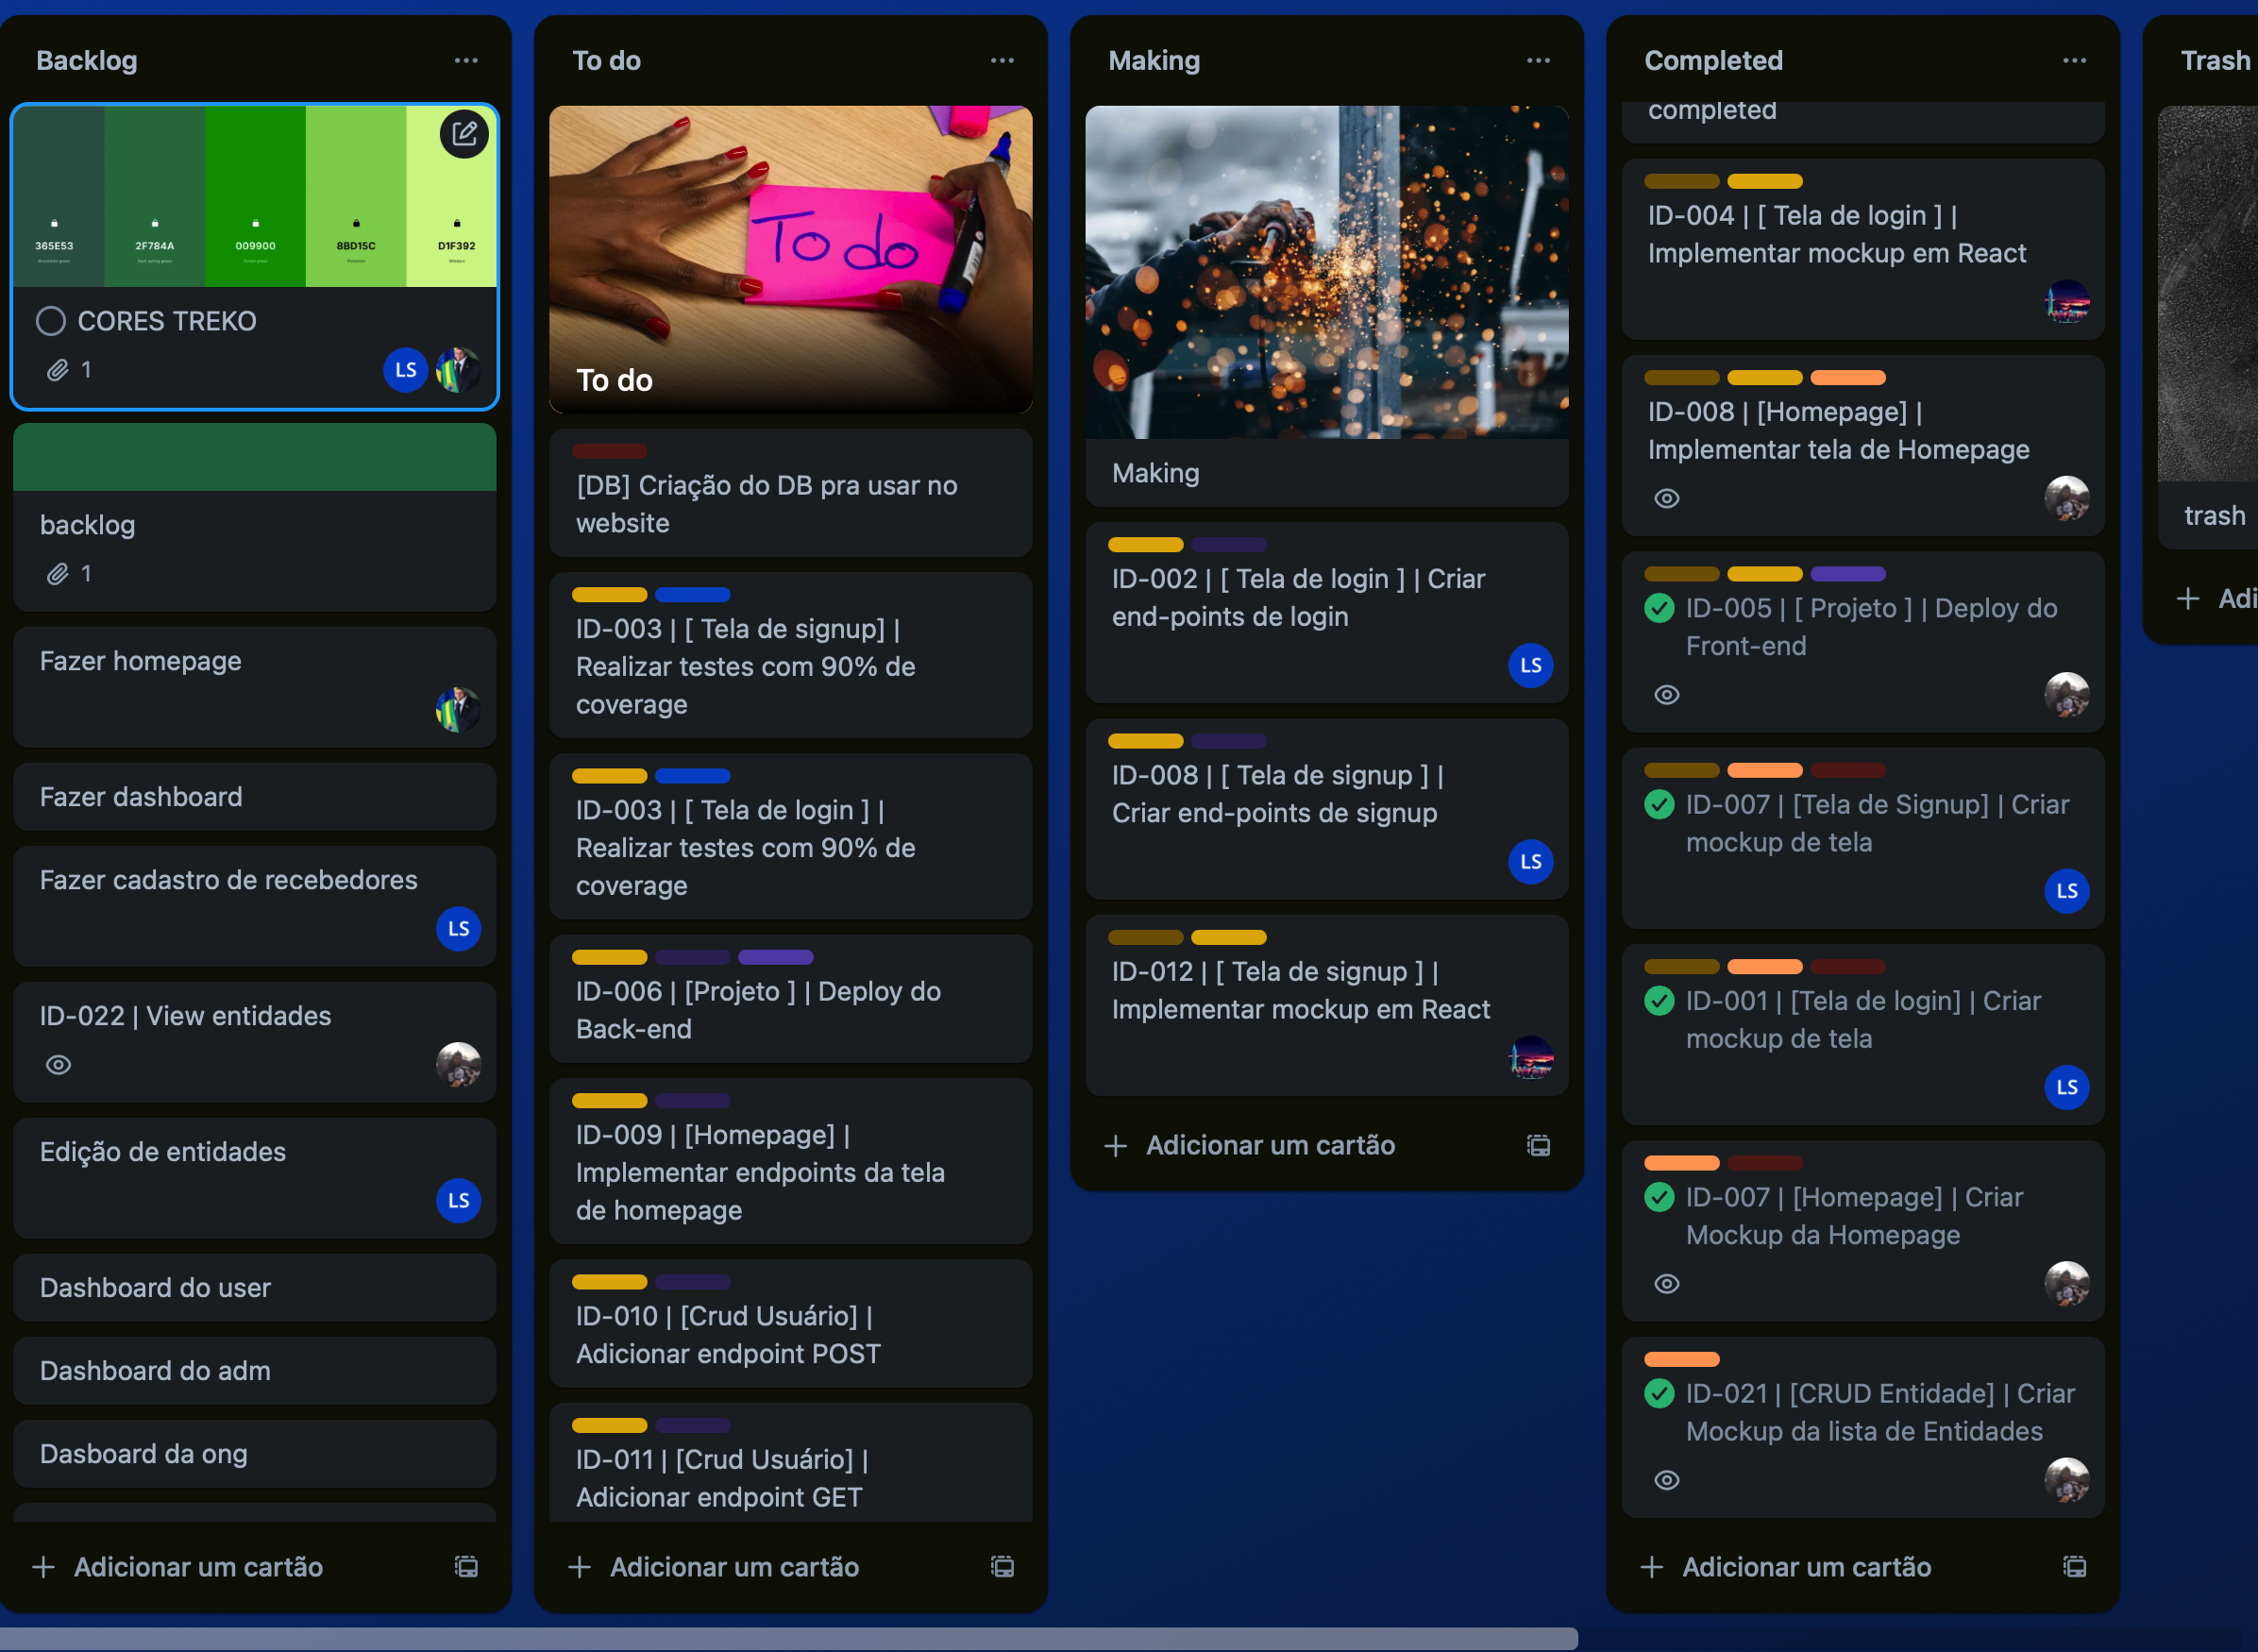 Backlog
365E53
2F784A
009900
8BD15C
D1F392
CORES TREKO
1
LS
backlog
1
Fazer homepage
Fazer dashboard
Fazer cadastro de recebedores
LS
ID-022 | View entidades
Edição de entidades
LS
Dashboard do user
Dashboard do adm
Dasboard da ong
Adicionar um cartão
To do
To do
To do
[DB] Criação do DB pra usar no
website
ID-003 | [ Tela de signup] |
Realizar testes com 90% de
coverage
ID-003 | [ Tela de login ] |
Realizar testes com 90% de
coverage
ID-006 | [Projeto ] | Deploy do
Back-end
ID-009 | [Homepage] |
Implementar endpoints da tela
de homepage
ID-010 | [Crud Usuário] |
Adicionar endpoint POST
ID-011 | [Crud Usuário] |
Adicionar endpoint GET
Adicionar um cartão
Making
Making
ID-002 | [ Tela de login ] | Criar
end-points de login
LS
ID-008 | [ Tela de signup ] |
Criar end-points de signup
LS
ID-012 | [ Tela de signup ] |
Implementar mockup em React
Adicionar um cartão
Completed
completed
ID-004 | [ Tela de login ] |
Implementar mockup em React
ID-008 | [Homepage] |
Implementar tela de Homepage
ID-005 | [ Projeto ] | Deploy do
Front-end
ID-007 | [Tela de Signup] | Criar
mockup de tela
LS
ID-001 | [Tela de login] | Criar
mockup de tela
LS
ID-007 | [Homepage] | Criar
Mockup da Homepage
ID-021 | [CRUD Entidade] | Criar
Mockup da lista de Entidades
Adicionar um cartão
Trash
trash
Adi